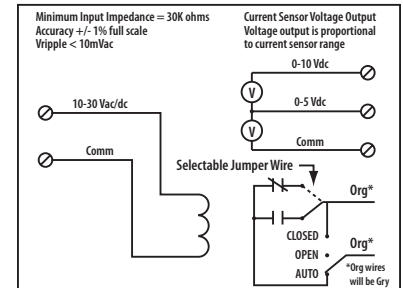 Minimum Input Impedance = 30K ohms
Accuracy +/- 1% full scale
Vripple < 10mVac
Current Sensor Voltage Output
Voltage output is proportional
to current sensor range
0-10 Vdc
V
10-30 Vac/dc
0-5 Vdc
V
Comm
Comm
Selectable Jumper Wire
Org*
CLOSED
OPEN
Org*
AUTO
*Org wires
will be Gry